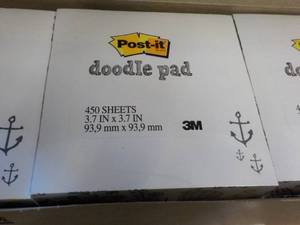 Post-it
doodle pad
450 SHEETS
3.7 IN x 3.7 IN
93,9 mm x 93,9 mm
3M